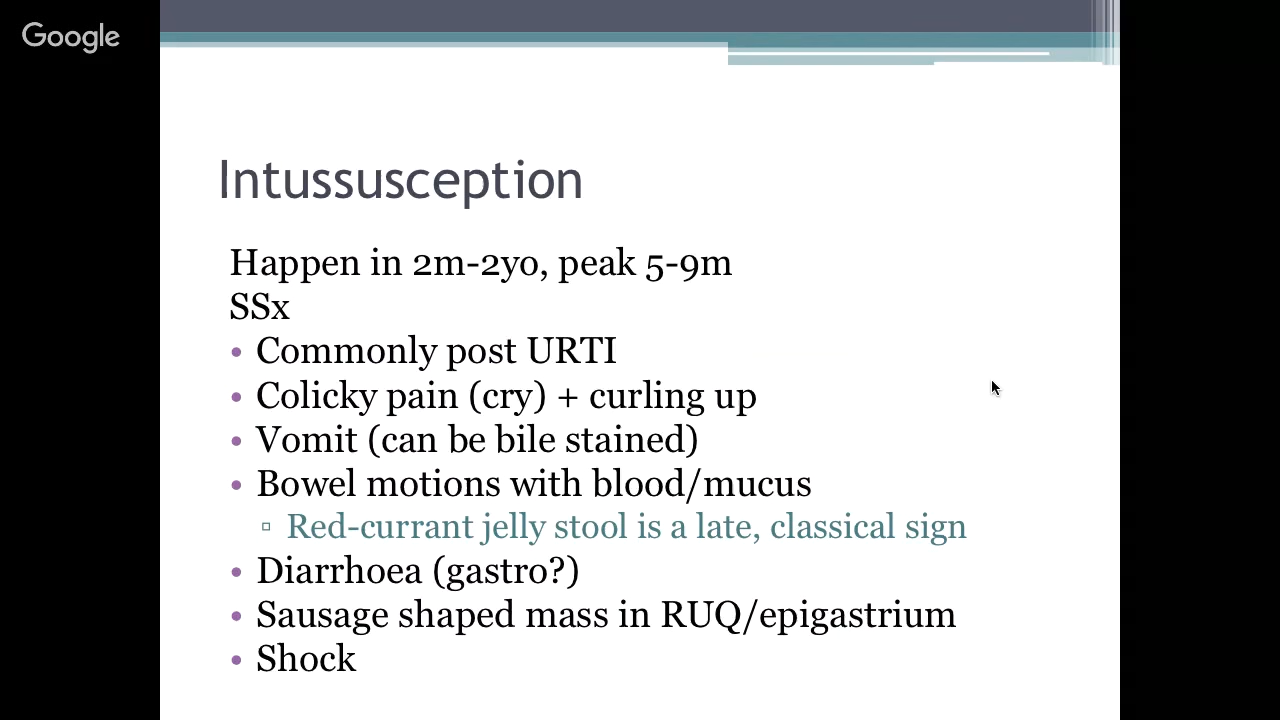 Google
Intussusception
Happen in 2m-2yo, peak 5-9m
SSx
• Commonly post URTI
• Colicky pain (cry) + curling up
• Vomit (can be bile stained)
• Bowel motions with blood/mucus
▫ Red-currant jelly stool is a late, classical sign
• Diarrhoea (gastro?)
• Sausage shaped mass in RUQ/epigastrium
• Shock